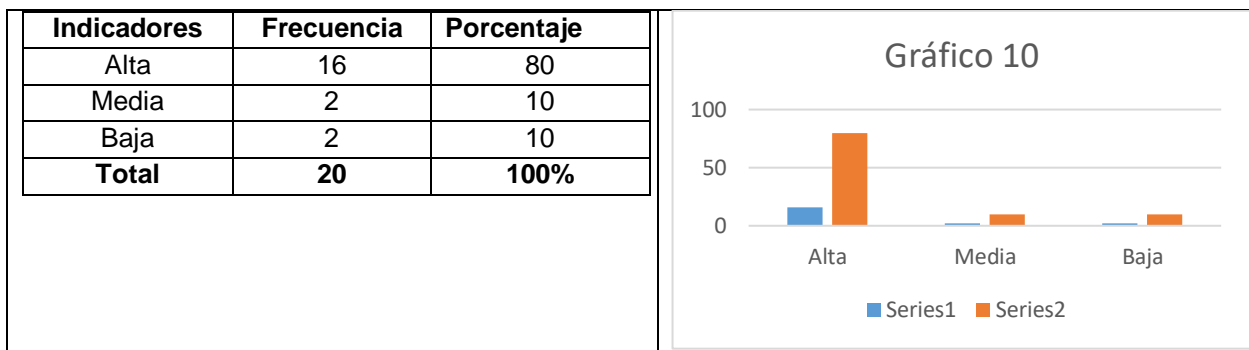 Indicadores Frecuencia Porcentaje
Alta 16 80
Media 2 10
Baja 2 10
Total 20 100%
Gráfico 10
100
50
0
Alta Media Baja
Series1 Series2